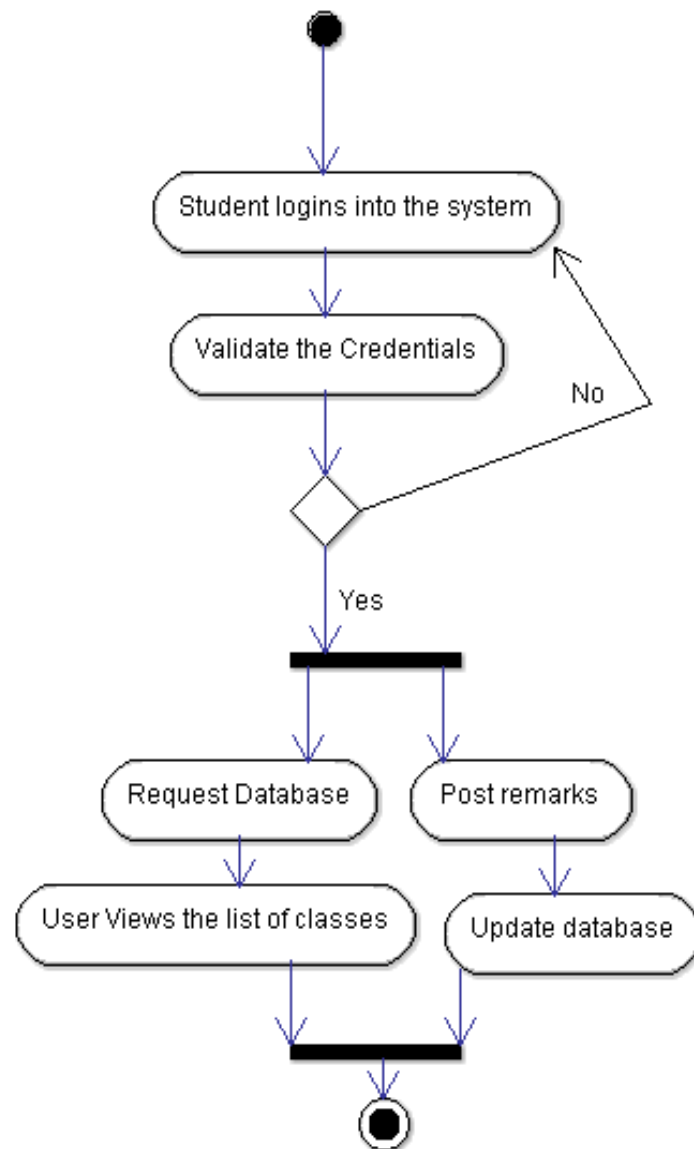 Student logins into the system
Validate the Credentials
No
Yes
Request Database
Post remarks
User Views the list of classes
Update database